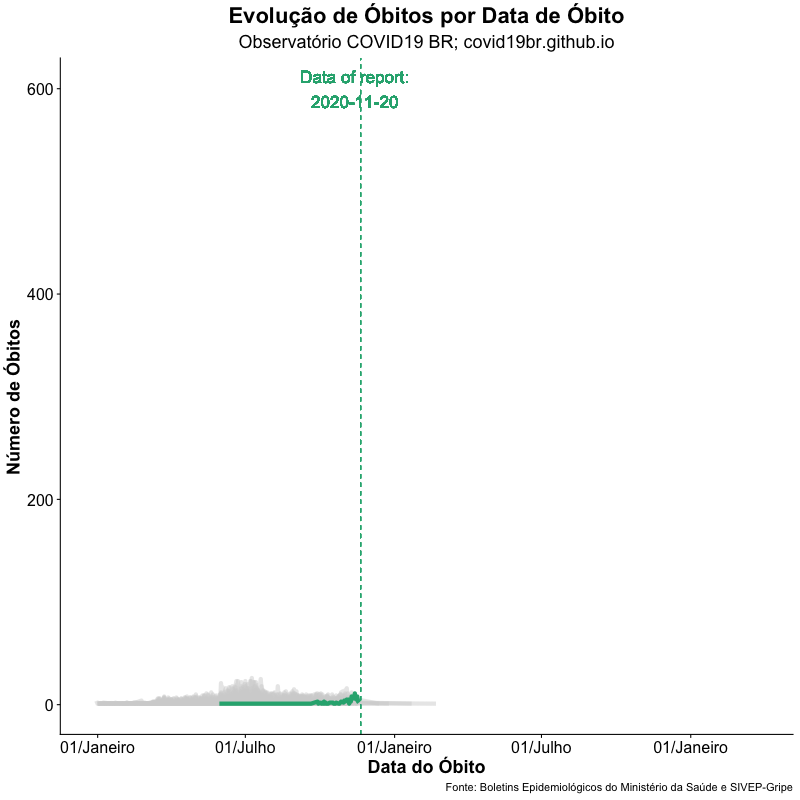 Evolução de Óbitos por Data de Óbito
Observatório COVID19 BR; covid19br.github.io
Data of report:
2020-11-20
600
400
200
0
Número de Óbitos
01/Janeiro 01/Julho 01/Janeiro 01/Julho 01/Janeiro
Data do Óbito
Fonte: Boletins Epidemiológicos do Ministério da Saúde e SIVEP-Gripe